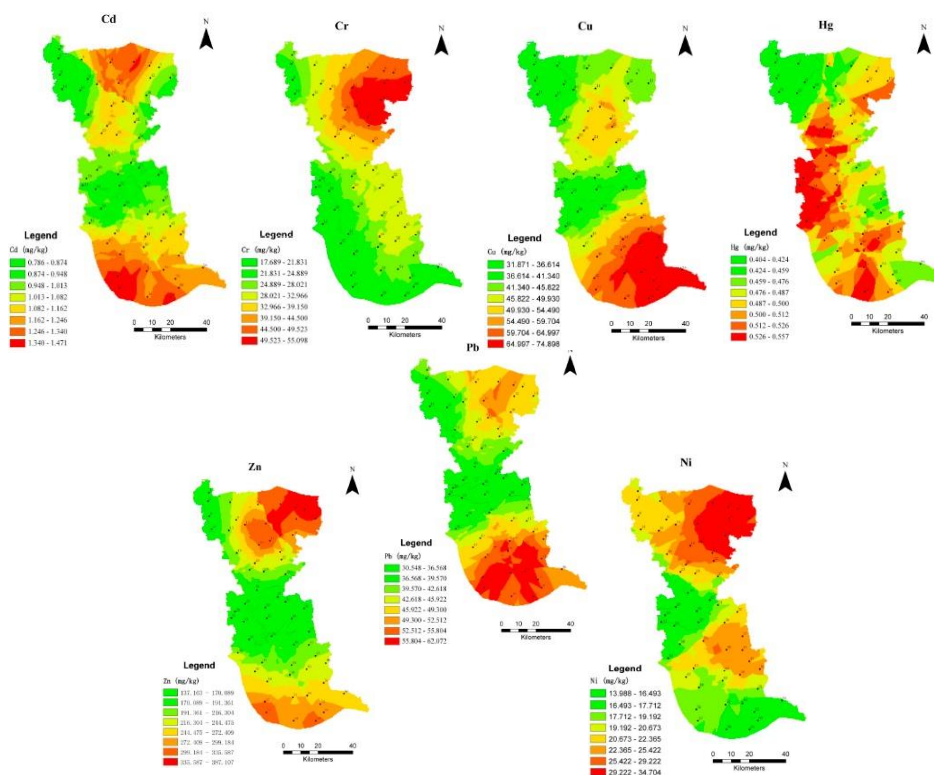 Cd
N
Legend
Cd (mg/kg)
0.786 - 0.874
0.874 - 0.948
0.948 - 1.013
1.013 - 1.082
1.082 - 1.162
1.162 - 1.246
1.246 - 1.340
1.340 - 1.471
0 10 20 40
Kilometers
Cr
N
Legend
Cr (mg/kg)
17.689 - 21.831
21.831 - 24.889
24.889 - 28.021
28.021 - 32.966
32.966 - 39.150
39.150 - 44.500
44.500 - 49.523
49.523 - 55.098
0 10 20 40
Kilometers
Cu
N
Legend
Cu (mg/kg)
31.871 - 36.614
36.614 - 41.340
41.340 - 45.822
45.822 - 49.930
49.930 - 54.490
54.490 - 59.704
59.704 - 64.997
64.997 - 74.898
0 10 20 40
Kilometers
Hg
N
Legend
Hg (mg/kg)
0.404 - 0.424
0.424 - 0.459
0.459 - 0.476
0.476 - 0.487
0.487 - 0.500
0.500 - 0.512
0.512 - 0.526
0.526 - 0.557
0 10 20 40
Kilometers
Pb
Legend
Pb (mg/kg)
30.548 - 36.568
36.568 - 39.570
39.570 - 42.618
42.618 - 45.922
45.922 - 49.300
49.300 - 52.512
52.512 - 55.804
55.804 - 62.072
0 10 20 40
Kilometers
Zn
N
Legend
Zn (mg/kg)
0 10 20 40
Kilometers
Ni
N
Legend
Ni (mg/kg)
13.988 - 16.493
16.493 - 17.712
17.712 - 19.192
19.192 - 20.673
20.673 - 22.365
22.365 - 25.422
25.422 - 29.222
29.222 - 34.704
0 10 20 40
Kilometers